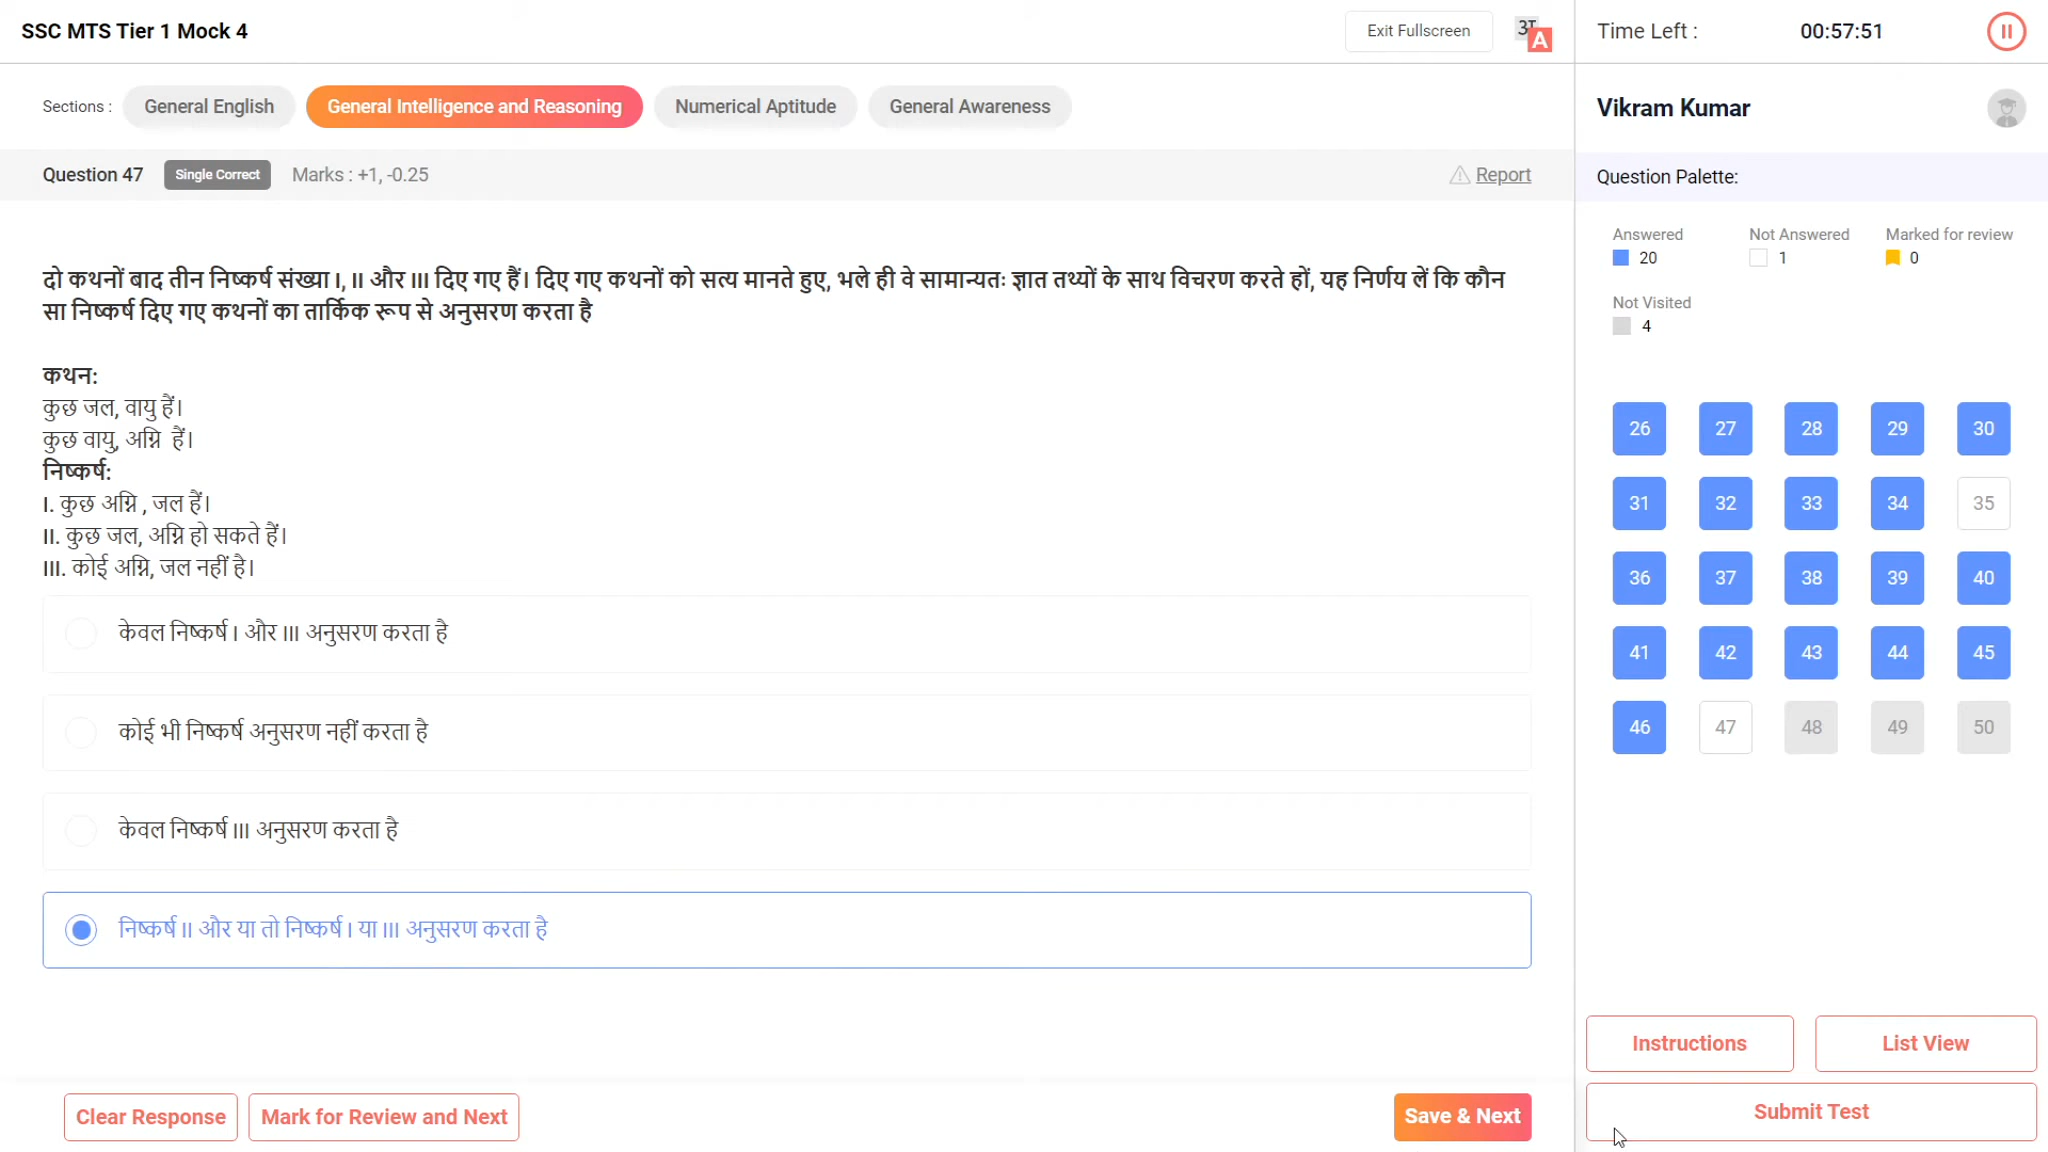 SSC MTS Tier 1 Mock 4
Exit Fullscreen
अ A
Time Left :
00:57:51
Sections :
General English
General Intelligence and Reasoning
Numerical Aptitude
General Awareness
Vikram Kumar
Question 47
Single Correct
Marks : +1, -0.25
Report
Question Palette:
दो कथनों बाद तीन निष्कर्ष संख्या I, II और III दिए गए हैं। दिए गए कथनों को सत्य मानते हुए, भले ही वे सामान्यतः ज्ञात तथ्यों के साथ विचरण करते हों, यह निर्णय लें कि कौन
सा निष्कर्ष दिए गए कथनों का तार्किक रूप से अनुसरण करता है
कथन:
कुछ जल, वायु हैं।
कुछ वायु, अग्नि  हैं।
निष्कर्ष:
I. कुछ अग्नि , जल हैं।
II. कुछ जल, अग्नि हो सकते हैं।
III. कोई अग्नि, जल नहीं है।
केवल निष्कर्ष I और III अनुसरण करता है
कोई भी निष्कर्ष अनुसरण नहीं करता है
केवल निष्कर्ष III अनुसरण करता है
निष्कर्ष II और या तो निष्कर्ष I या III अनुसरण करता है
Clear Response
Mark for Review and Next
Save & Next
Answered
20
Not Answered
1
Marked for review
0
Not Visited
4
26 27 28 29 30
31 32 33 34 35
36 37 38 39 40
41 42 43 44 45
46 47 48 49 50
Instructions
List View
Submit Test